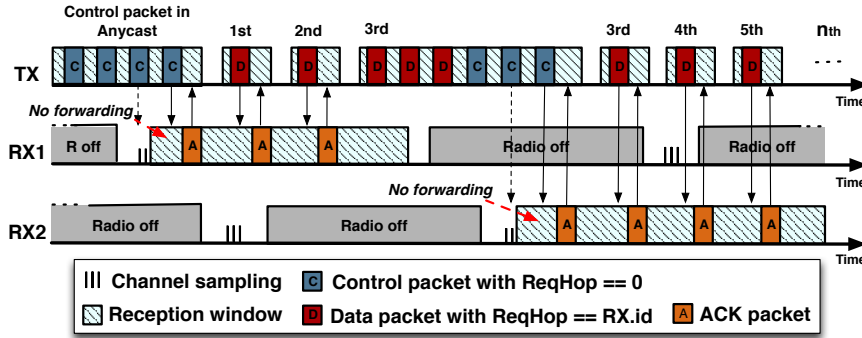 Control packet in
Anycast
1st 2nd 3rd 3rd 4th 5th nth
TX C C C C D D D D D C C C D D D
Time
No forwarding
RX1 R off A A A Radio off Radio off
Time
No forwarding
RX2 Radio off Radio off A A A A
Time
Channel sampling C Control packet with ReqHop == 0
Reception window D Data packet with ReqHop == RX.id A ACK packet